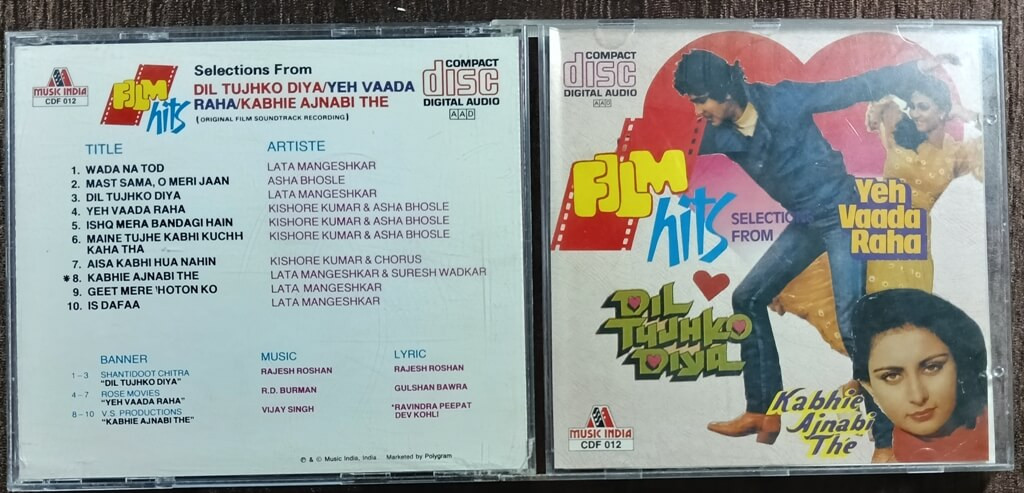 MUSIC INDIA
CDF 012
FILM
hits
Selections From
DIL TUJHKO DIYA/YEH VAADA
RAHA/KABHIE AJNABI THE
(ORIGINAL FILM SOUNDTRACK RECORDING)
COMPACT
disc
DIGITAL AUDIO
AAD
TITLE ARTISTE
1. WADA NA TOD LATA MANGESHKAR
2. MAST SAMA, O MERI JAAN ASHA BHOSLE
3. DIL TUJHKO DIYA LATA MANGESHKAR
4. YEH VAADA RAHA KISHORE KUMAR & ASHA BHOSLE
5. ISHQ MERA BANDAGI HAIN KISHORE KUMAR & ASHA BHOSLE
6. MAINE TUJHE KABHI KUCHH KISHORE KUMAR & ASHA BHOSLE
KAHA THA
7. AISA KABHI HUA NAHIN KISHORE KUMAR & CHORUS
*8. KABHIE AJNABI THE LATA MANGESHKAR & SURESH WADKAR
9. GEET MERE 'HOTON KO LATA MANGESHKAR
10. IS DAFAA LATA MANGESHKAR
BANNER MUSIC LYRIC
1–3 SHANTIDOOT CHITRA RAJESH ROSHAN RAJESH ROSHAN
"DIL TUJHKO DIYA"
4–7 ROSE MOVIES R.D. BURMAN GULSHAN BAWRA
"YEH VAADA RAHA"
8–10 V.S. PRODUCTIONS VIJAY SINGH *RAVINDRA PEEPAT
"KABHIE AJNABI THE" DEV KOHLI
℗ & © Music India, India. Marketed by Polygram
COMPACT
disc
DIGITAL AUDIO
AAD
FILM
hits
SELECTIONS
FROM
Yeh
Vaada
Raha
DIL
TUJHKO
DIYA
Kabhie
Ajnabi
The
MUSIC INDIA
CDF 012